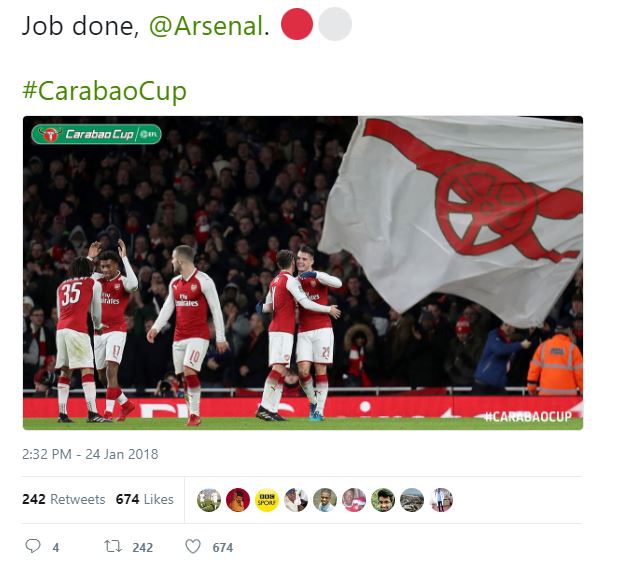 Job done, @Arsenal.
#CarabaoCup
Carabao Cup EFL
35
Fly Emirates
17
Fly Emirates
10
29
#CARABAOCUP
2:32 PM - 24 Jan 2018
242 Retweets 674 Likes
BBC SPORT
4 242 674